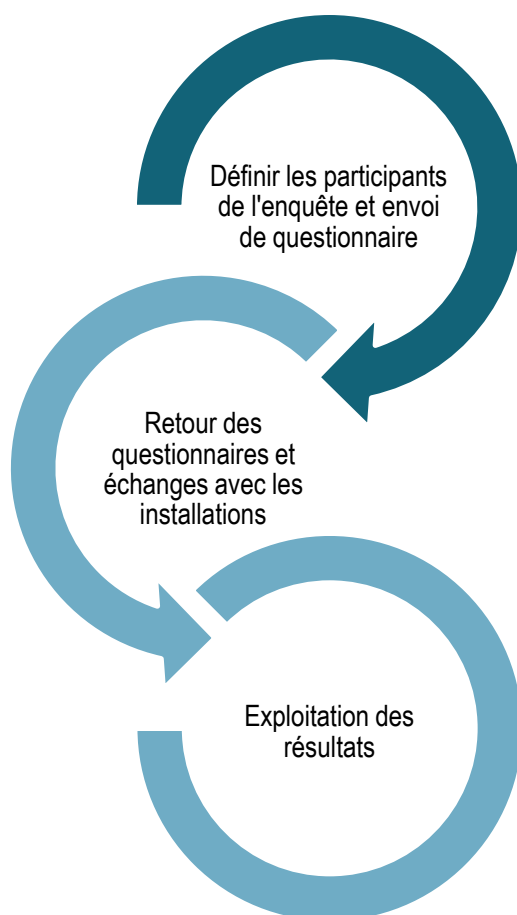 Définir les participants
de l'enquête et envoi
de questionnaire
Retour des
questionnaires et
échanges avec les
installations
Exploitation des
résultats